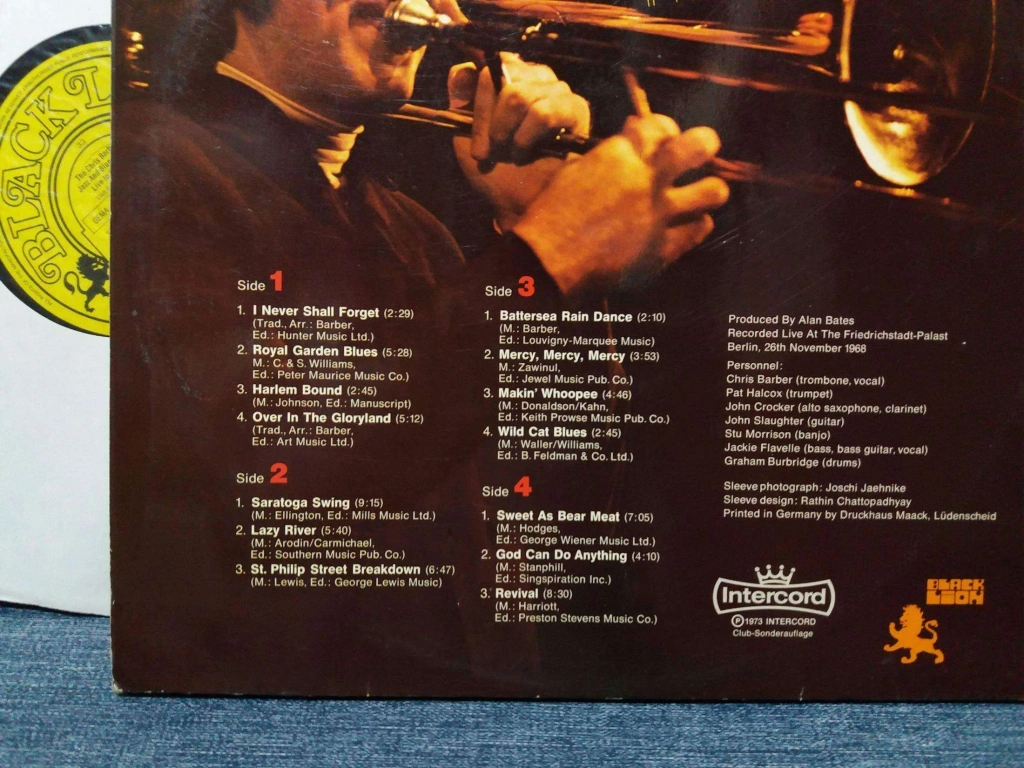 BLACK L
The Chris Barb
Jazz And Blu
Side 1
1. I Never Shall Forget (2:29)
(Trad., Arr.: Barber,
Ed.: Hunter Music Ltd.)
2. Royal Garden Blues (5:28)
M.: C. & S. Williams,
Ed.: Peter Maurice Music Co.)
3. Harlem Bound (2:45)
(M.: Johnson, Ed.: Manuscript)
4. Over In The Gloryland (5:12)
(Trad., Arr.: Barber,
Ed.: Art Music Ltd.)
Side 2
1. Saratoga Swing (9:15)
(M.: Ellington, Ed.: Mills Music Ltd.)
2. Lazy River (5:40)
(M.: Arodin/Carmichael,
Ed.: Southern Music Pub. Co.)
3. St. Philip Street Breakdown (6:47)
(M.: Lewis, Ed.: George Lewis Music)
Side 3
1. Battersea Rain Dance (2:10)
(M.: Barber,
Ed.: Louvigny-Marquee Music)
2. Mercy, Mercy, Mercy (3:53)
M.: Zawinul,
Ed.: Jewel Music Pub. Co.)
3. Makin' Whoopee (4:46)
(M.: Donaldson/Kahn,
Ed.: Keith Prowse Music Pub. Co.)
4. Wild Cat Blues (2:45)
(M.: Waller/Williams,
Ed.: B. Feldman & Co. Ltd.)
Side 4
1. Sweet As Bear Meat (7:05)
(M.: Hodges,
Ed.: George Wiener Music Ltd.)
2. God Can Do Anything (4:10)
(M.: Stanphill,
Ed.: Singspiration Inc.)
3. Revival (8:30)
(M.: Harriott,
Ed.: Preston Stevens Music Co.)
Produced By Alan Bates
Recorded Live At The Friedrichstadt-Palast
Berlin, 26th November 1968
Personnel:
Chris Barber (trombone, vocal)
Pat Halcox (trumpet)
John Crocker (alto saxophone, clarinet)
John Slaughter (guitar)
Stu Morrison (banjo)
Jackie Flavelle (bass, bass guitar, vocal)
Graham Burbridge (drums)
Sleeve photograph: Joschi Jaehnike
Sleeve design: Rathin Chattopadhyay
Printed in Germany by Druckhaus Maack, Lüdenscheid
Intercord
℗ 1973 INTERCORD
Club-Sonderauflage
BLACK
LION